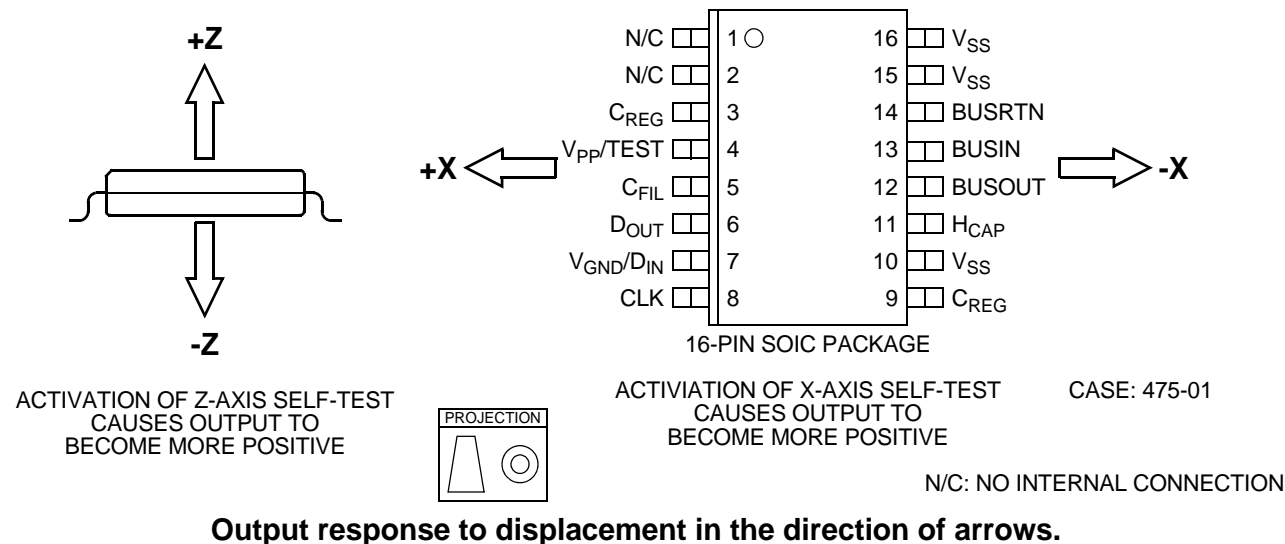 +Z
-Z
ACTIVATION OF Z-AXIS SELF-TEST
CAUSES OUTPUT TO
BECOME MORE POSITIVE
PROJECTION
+X
N/C 1 16 VSS
N/C 2 15 VSS
CREG 3 14 BUSRTN
VPP/TEST 4 13 BUSIN
CFIL 5 12 BUSOUT
DOUT 6 11 HCAP
VGND/DIN 7 10 VSS
CLK 8 9 CREG
-X
16-PIN SOIC PACKAGE
ACTIVIATION OF X-AXIS SELF-TEST
CAUSES OUTPUT TO
BECOME MORE POSITIVE
CASE: 475-01
N/C: NO INTERNAL CONNECTION
Output response to displacement in the direction of arrows.